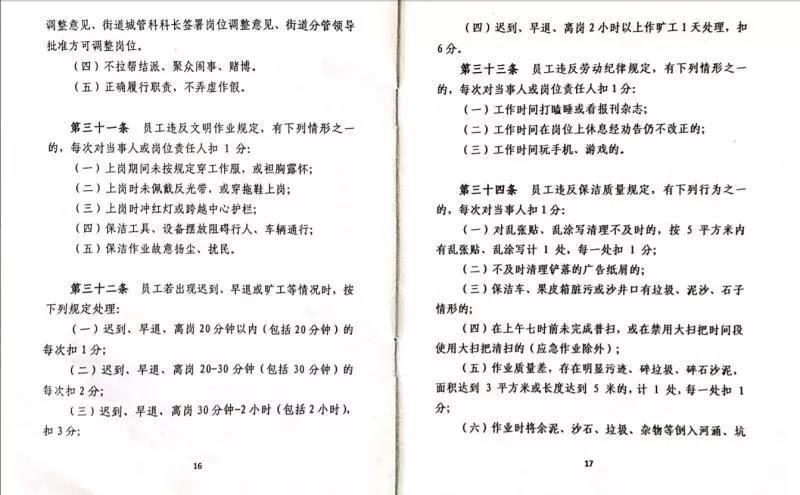 调整意见、街道城管科科长签署岗位调整意见、街道分管领导
批准方可调整岗位。
（四）不拉帮结派、聚众闹事、赌博。
（五）正确履行职责，不弄虚作假。
第三十一条 员工违反文明作业规定，有下列情形之一
的，每次对当事人或岗位责任人扣 1 分：
（一）上岗期间未按规定穿工作服，或袒胸露怀；
（二）上岗时未佩戴反光带，或穿拖鞋上岗；
（三）上岗时冲红灯或跨越中心护栏；
（四）保洁工具、设备摆放阻碍行人、车辆通行；
（五）保洁作业故意扬尘、扰民。
第三十二条 员工若出现迟到、早退或旷工等情况时，按
下列规定处理：
（一）迟到、早退、离岗 20 分钟以内（包括 20 分钟）的
每次扣 1 分；
（二）迟到、早退、离岗 20-30 分钟（包括 30 分钟）的
每次扣 2 分；
（三）迟到、早退、离岗 30 分钟-2 小时（包括 2 小时），
扣 3 分；
16
（四）迟到、早退、离岗 2 小时以上作旷工 1 天处理，扣
6 分。
第三十三条 员工违反劳动纪律规定，有下列情形之一
的，每次对当事人或岗位责任人扣 1 分：
（一）工作时间打瞌睡或看报刊杂志；
（二）工作时间在岗位上休息经劝告仍不改正的；
（三）工作时间玩手机、游戏的。
第三十四条 员工违反保洁质量规定，有下列行为之一
的，每次对当事人扣 1 分：
（一）对乱张贴、乱涂写清理不及时的，按 5 平方米内
有乱张贴、乱涂写计 1 处，每一处扣 1 分；
（二）不及时清理铲落的广告纸屑的；
（三）保洁车、果皮箱脏污或沙井口有垃圾、泥沙、石子
情形的；
（四）在上午七时前未完成普扫，或在禁用大扫把时间段
使用大扫把清扫的（应急作业除外）；
（五）作业质量差，存在明显污迹、碎垃圾、碎石沙泥，
面积达到 3 平方米或长度达到 5 米的，计 1 处，每一处扣 1
分；
（六）作业时将余泥、沙石、垃圾、杂物等倒入河涌、坑
17